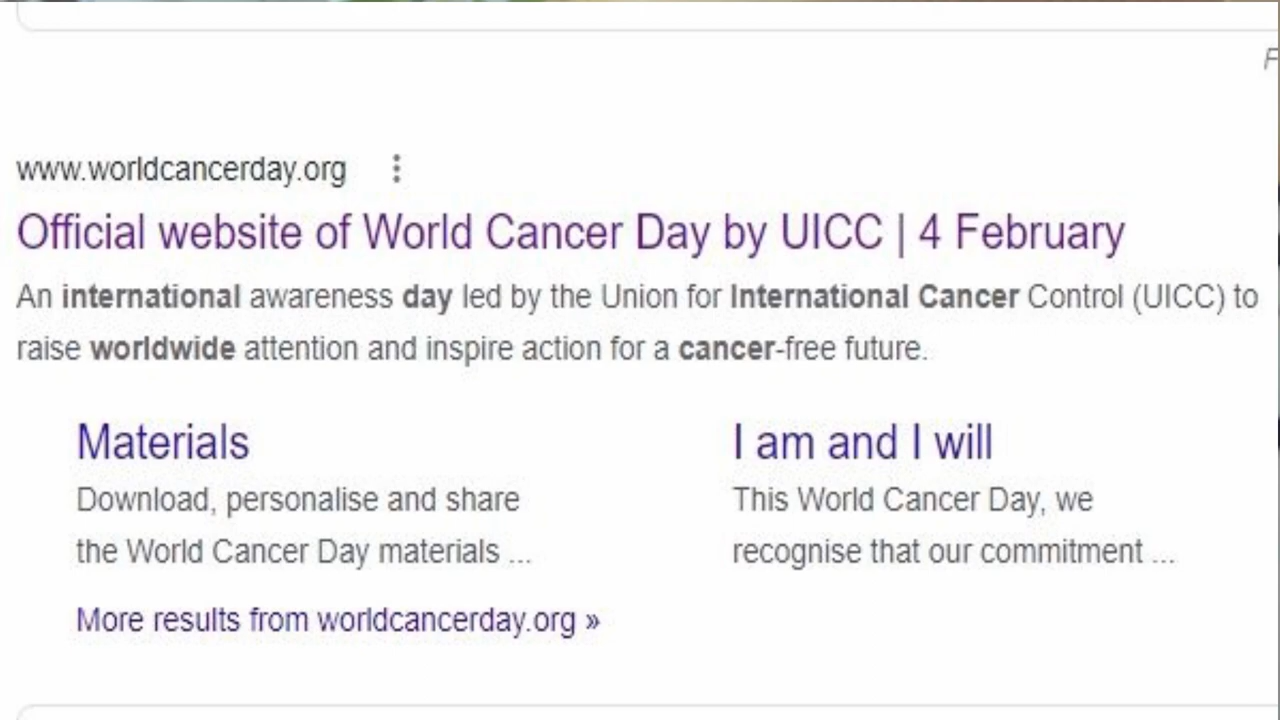 www.worldcancerday.org
Official website of World Cancer Day by UICC | 4 February
An international awareness day led by the Union for International Cancer Control (UICC) to
raise worldwide attention and inspire action for a cancer-free future.
Materials
Download, personalise and share
the World Cancer Day materials ...
I am and I will
This World Cancer Day, we
recognise that our commitment ...
More results from worldcancerday.org »